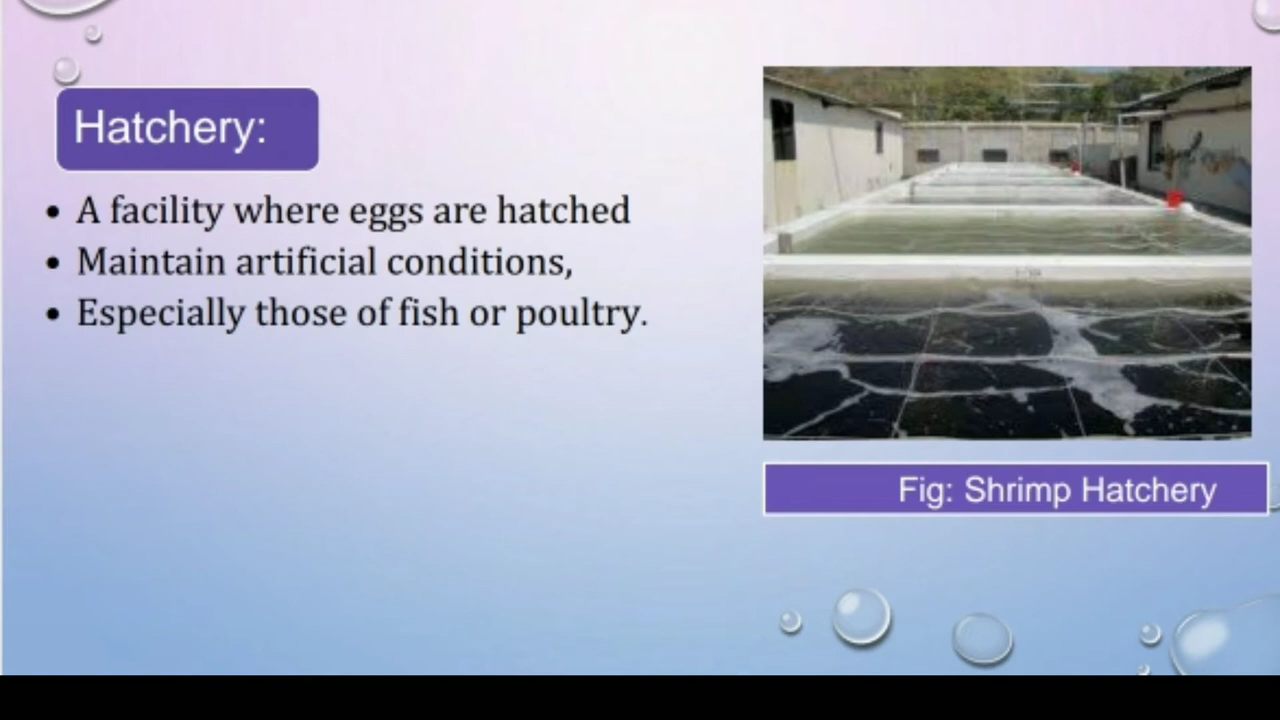 Hatchery:
• A facility where eggs are hatched
• Maintain artificial conditions,
• Especially those of fish or poultry.
Fig: Shrimp Hatchery